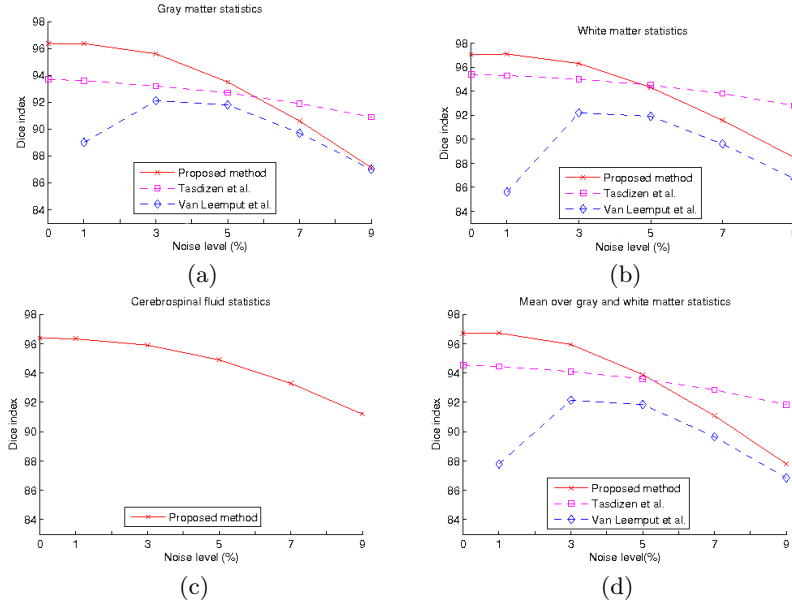 Gray matter statistics
98
96
94
92
90
88
86
84
Dice index
0 1 3 5 7 9
Noise level (%)
Proposed method
Tasdizen et al.
Van Leemput et al.
(a)
White matter statistics
98
96
94
92
90
88
86
84
Dice index
0 1 3 5 7 9
Noise level (%)
Proposed method
Tasdizen et al.
Van Leemput et al.
(b)
Cerebrospinal fluid statistics
98
96
94
92
90
88
86
84
Dice index
0 1 3 5 7 9
Noise level (%)
Proposed method
(c)
Mean over gray and white matter statistics
98
96
94
92
90
88
86
84
Dice index
0 1 3 5 7 9
Noise level(%)
Proposed method
Tasdizen et al.
Van Leemput et al.
(d)